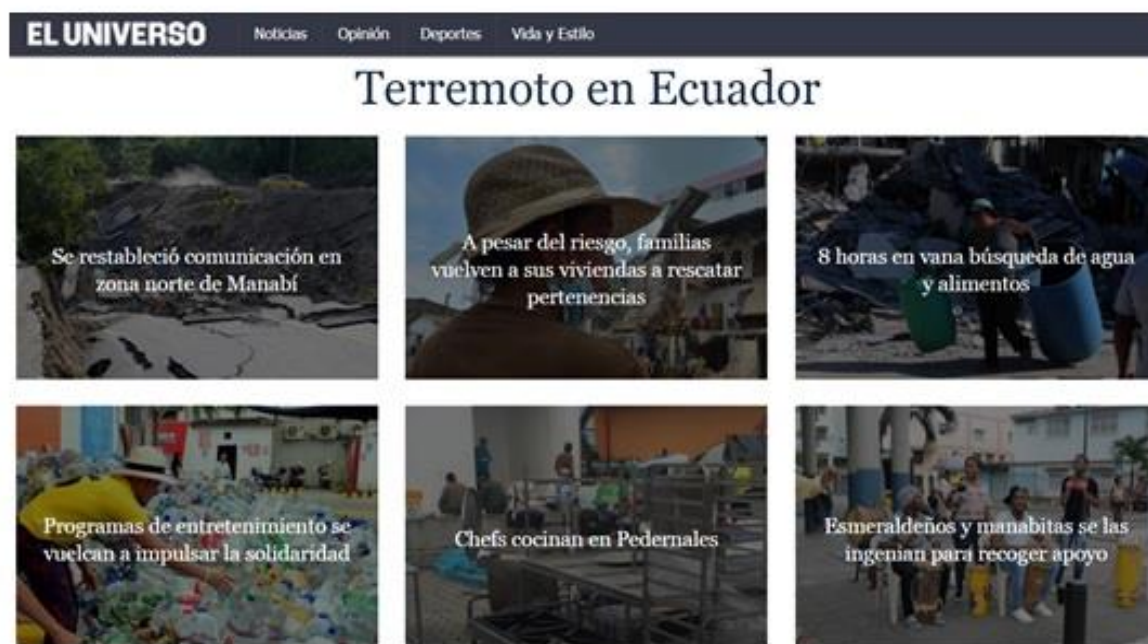 EL UNIVERSO Noticias Opinión Deportes Vida y Estilo
Terremoto en Ecuador
Se restableció comunicación en
zona norte de Manabí
A pesar del riesgo, familias
vuelven a sus viviendas a rescatar
pertenencias
8 horas en vana búsqueda de agua
y alimentos
Programas de entretenimiento se
vuelcan a impulsar la solidaridad
Chefs cocinan en Pedernales
Esmeraldeños y manabitas se las
ingenian para recoger apoyo